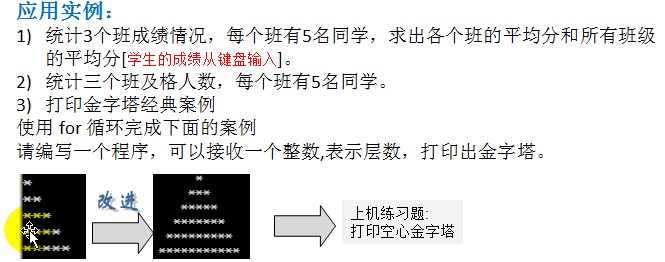 应用实例：
1) 统计3个班成绩情况，每个班有5名同学，求出各个班的平均分和所有班级
的平均分[学生的成绩从键盘输入]。
2) 统计三个班及格人数，每个班有5名同学。
3) 打印金字塔经典案例
使用 for 循环完成下面的案例
请编写一个程序，可以接收一个整数,表示层数，打印出金字塔。
改进
上机练习题:
打印空心金字塔